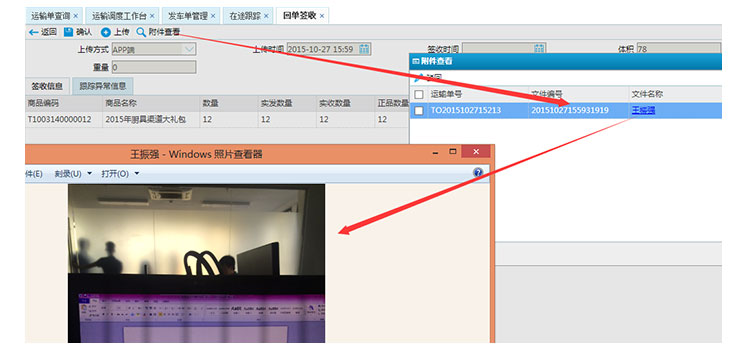 运输单查询 × 运输调度工作台 × 发车单管理 × 在途跟踪 × 回单签收 ×
返回 确认 上传 附件查看
上传方式 APP端 上传时间 2015-10-27 15:59 签收时间 体积 78
重量 0
附件查看
返回
签收信息 跟踪异常信息
运输单号 文件编号 文件名称
商品编码 商品名称 数量 实发数量 实收数量 正品数量
TO2015102715213 20151027155931919 王振强
T1003140000012 2015年厨具渠道大礼包 12 12 12 12
王振强 - Windows 照片查看器
件(E) 刻录(U) 打开(O)